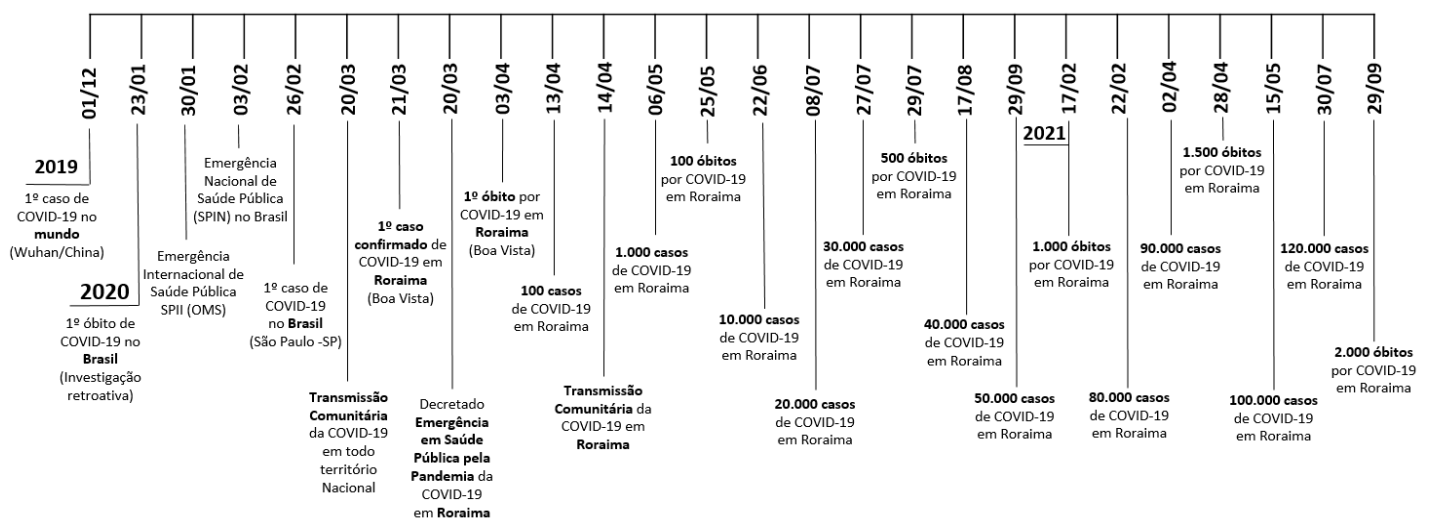 01/12
23/01
30/01
03/02
26/02
20/03
21/03
20/03
03/04
13/04
14/04
06/05
25/05
22/06
08/07
27/07
29/07
17/08
29/09
17/02
22/02
02/04
28/04
15/05
30/07
29/09
2019
1º caso de
COVID-19 no
mundo
(Wuhan/China)
2020
1º óbito de
COVID-19 no
Brasil
(Investigação
retroativa)
Emergência
Internacional de
Saúde Pública
SPII (OMS)
Emergência
Nacional de
Saúde Pública
(SPIN) no Brasil
1º caso de
COVID-19
no Brasil
(São Paulo -SP)
Transmissão
Comunitária
da COVID-19
em todo
território
Nacional
1º caso
confirmado de
COVID-19 em
Roraima
(Boa Vista)
Decretado
Emergência
em Saúde
Pública pela
Pandemia da
COVID-19
em Roraima
1º óbito por
COVID-19 em
Roraima
(Boa Vista)
100 casos
de COVID-19
em Roraima
Transmissão
Comunitária da
COVID-19 em
Roraima
1.000 casos
de COVID-19
em Roraima
100 óbitos
por COVID-19
em Roraima
10.000 casos
de COVID-19
em Roraima
20.000 casos
de COVID-19
em Roraima
30.000 casos
de COVID-19
em Roraima
500 óbitos
por COVID-19
em Roraima
40.000 casos
de COVID-19
em Roraima
50.000 casos
de COVID-19
em Roraima
2021
1.000 óbitos
por COVID-19
em Roraima
80.000 casos
de COVID-19
em Roraima
90.000 casos
de COVID-19
em Roraima
1.500 óbitos
por COVID-19
em Roraima
100.000 casos
de COVID-19
em Roraima
120.000 casos
de COVID-19
em Roraima
2.000 óbitos
por COVID-19
em Roraima